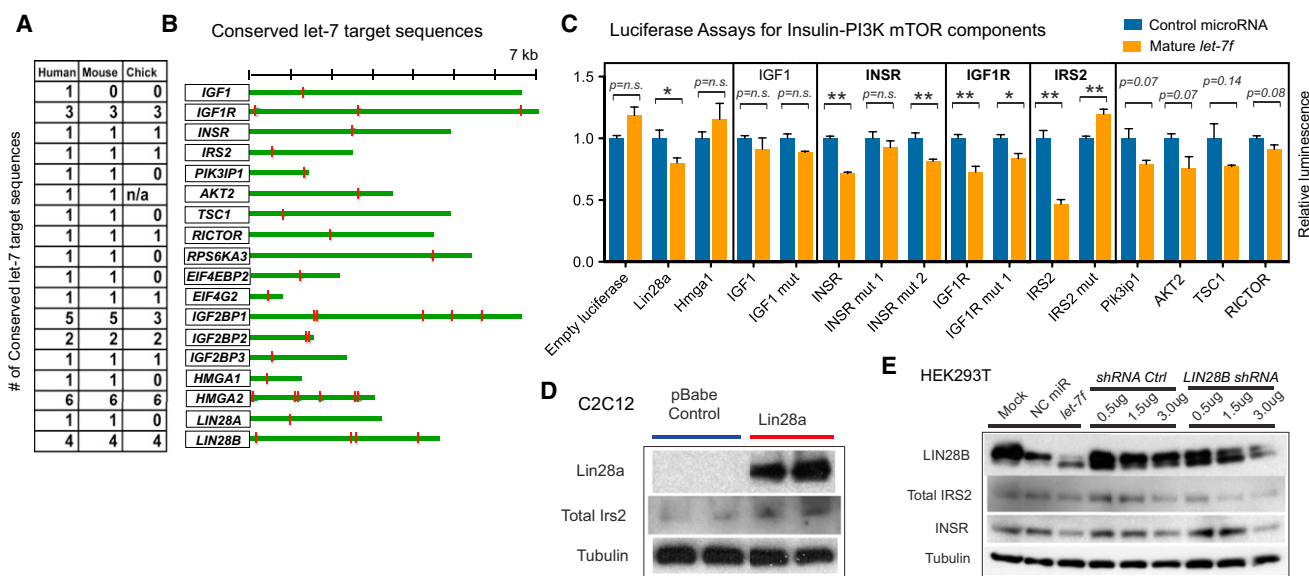 A
# of Conserved let-7 target sequences
Human Mouse Chick
1 0 0
3 3 3
1 1 1
1 1 1
1 1 0
1 1 n/a
1 1 0
1 1 1
1 1 0
1 1 0
1 1 1
5 5 3
2 2 2
1 1 1
1 1 0
6 6 6
1 1 0
4 4 4
B
Conserved let-7 target sequences
7 kb
IGF1
IGF1R
INSR
IRS2
PIK3IP1
AKT2
TSC1
RICTOR
RPS6KA3
EIF4EBP2
EIF4G2
IGF2BP1
IGF2BP2
IGF2BP3
HMGA1
HMGA2
LIN28A
LIN28B
C
Luciferase Assays for Insulin-PI3K mTOR components
Control microRNA
Mature let-7f
IGF1 INSR IGF1R IRS2
p=n.s. * p=n.s. p=n.s. p=n.s. ** p=n.s. ** ** * ** ** p=0.07 p=0.07 p=0.14 p=0.08
1.5
1.0
0.5
0.0
Relative luminescence
Empty luciferase
Lin28a
Hmga1
IGF1
IGF1 mut
INSR
INSR mut 1
INSR mut 2
IGF1R
IGF1R mut 1
IRS2
IRS2 mut
Pik3ip1
AKT2
TSC1
RICTOR
D
C2C12
pBabe
Control
Lin28a
Lin28a
Total Irs2
Tubulin
E
HEK293T
shRNA Ctrl LIN28B shRNA
Mock NC miR let-7f 0.5ug 1.5ug 3.0ug 0.5ug 1.5ug 3.0ug
LIN28B
Total IRS2
INSR
Tubulin